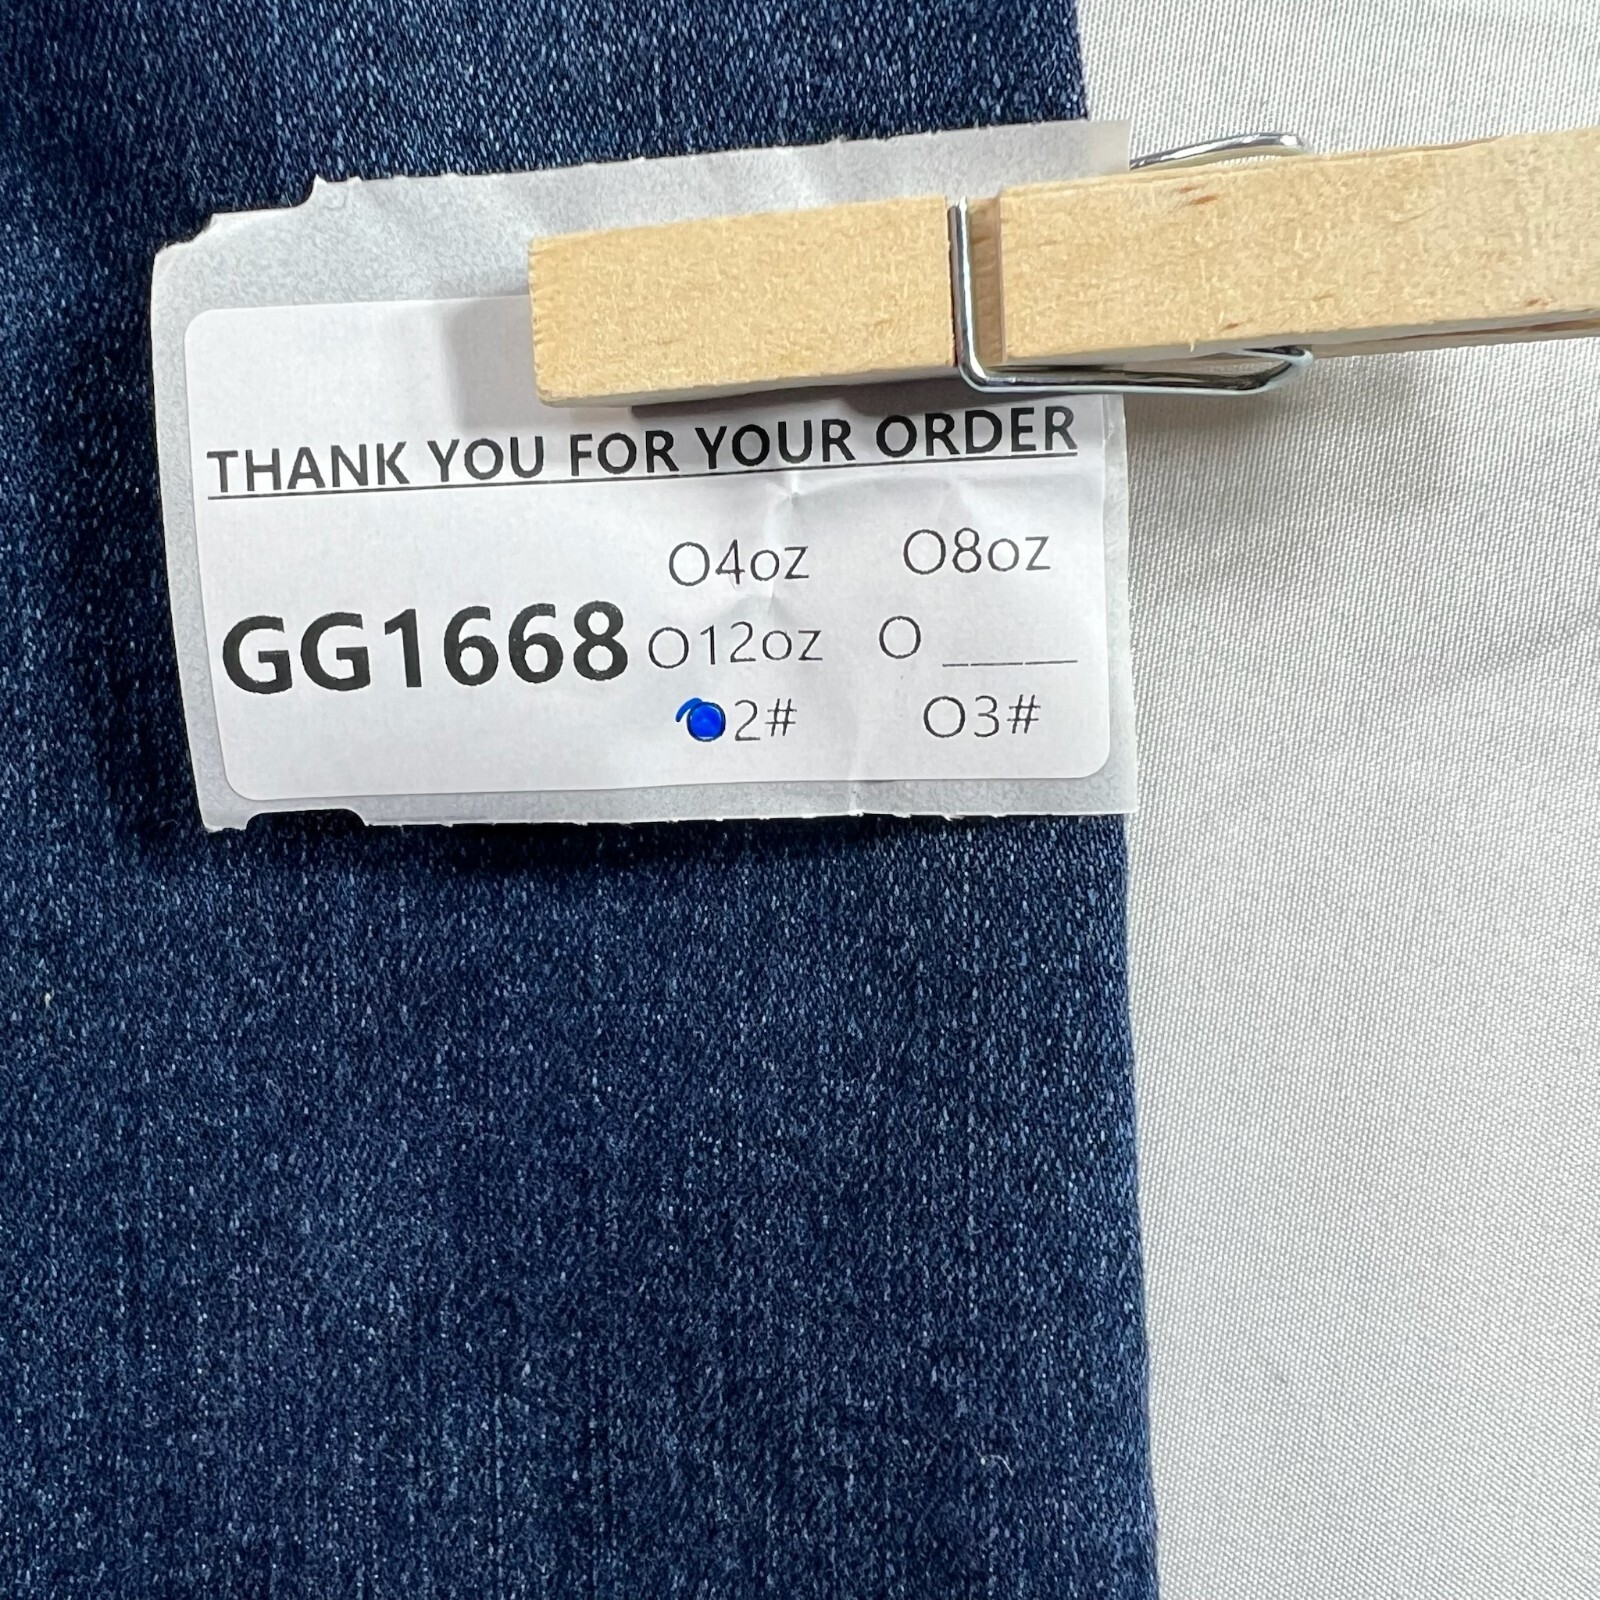 THANK YOU FOR YOUR ORDER
O4oz O8oz
GG1668 O12oz O ____
O2# O3#